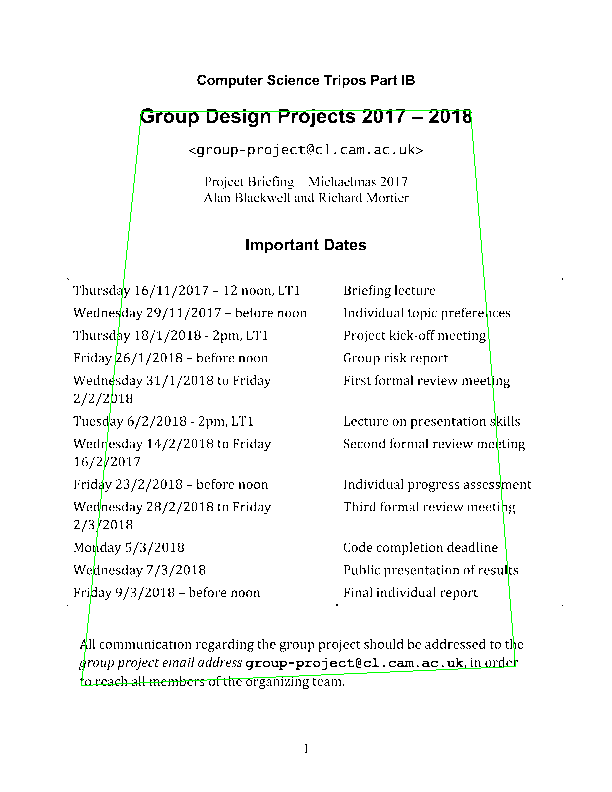 Computer Science Tripos Part IB
Group Design Projects 2017 – 2018
<group-project@cl.cam.ac.uk>
Project Briefing – Michaelmas 2017
Alan Blackwell and Richard Mortier
Important Dates
Thursday 16/11/2017 – 12 noon, LT1 Briefing lecture
Wednesday 29/11/2017 – before noon Individual topic preferences
Thursday 18/1/2018 - 2pm, LT1 Project kick-off meeting
Friday 26/1/2018 – before noon Group risk report
Wednesday 31/1/2018 to Friday First formal review meeting
2/2/2018
Tuesday 6/2/2018 - 2pm, LT1 Lecture on presentation skills
Wednesday 14/2/2018 to Friday Second formal review meeting
16/2/2017
Friday 23/2/2018 – before noon Individual progress assessment
Wednesday 28/2/2018 to Friday Third formal review meeting
2/3/2018
Monday 5/3/2018 Code completion deadline
Wednesday 7/3/2018 Public presentation of results
Friday 9/3/2018 – before noon Final individual report
All communication regarding the group project should be addressed to the
group project email address group-project@cl.cam.ac.uk, in order
to reach all members of the organizing team.
1